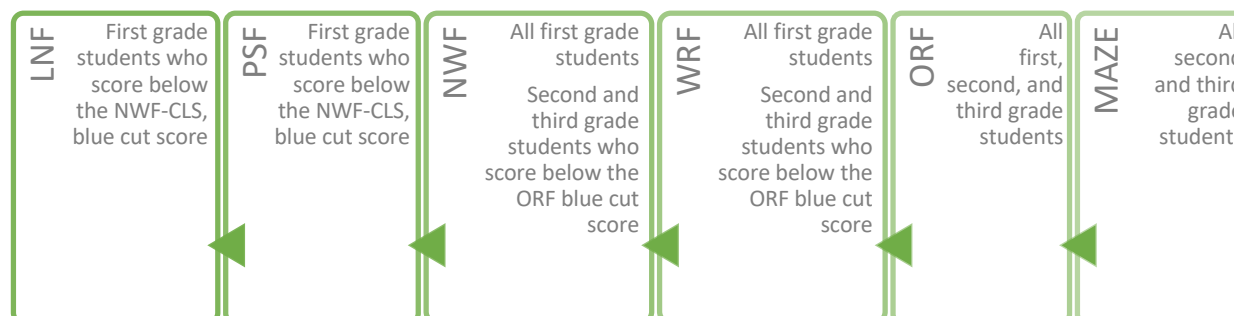 LNF
First grade
students who
score below
the NWF-CLS,
blue cut score
PSF
First grade
students who
score below
the NWF-CLS,
blue cut score
NWF
All first grade
students
Second and
third grade
students who
score below the
ORF blue cut
score
WRF
All first grade
students
Second and
third grade
students who
score below the
ORF blue cut
score
ORF
All
first,
second, and
third grade
students
MAZE
and